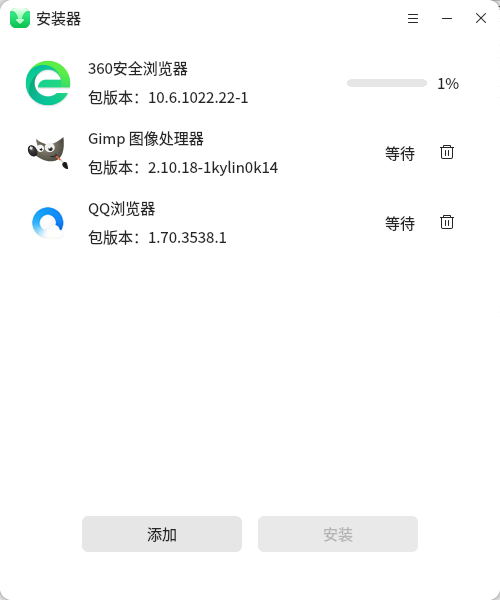 安装器
360安全浏览器
包版本：10.6.1022.22-1
1%
Gimp 图像处理器
包版本：2.10.18-1kylin0k14
等待
QQ浏览器
包版本：1.70.3538.1
等待
添加
安装